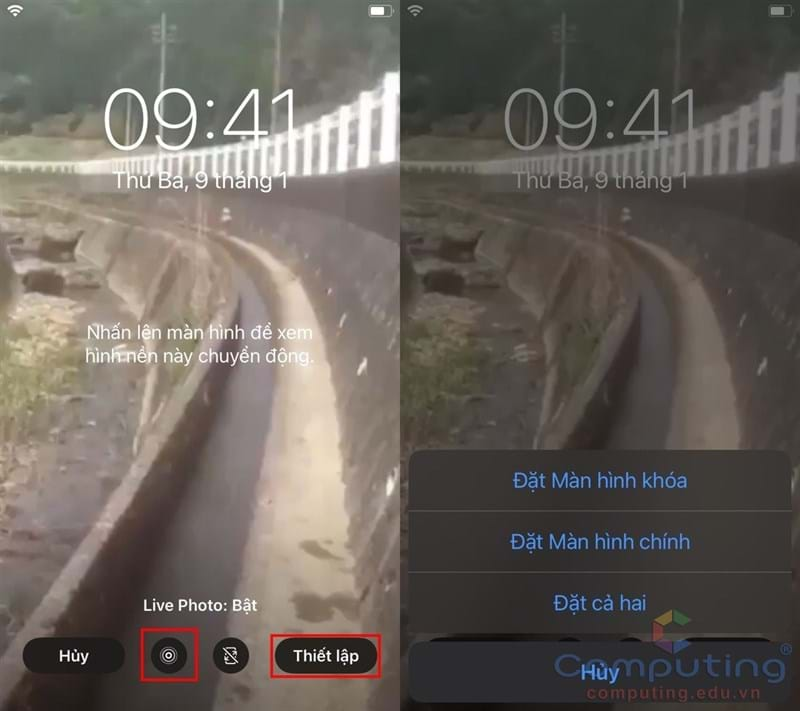 09:41
Thứ Ba, 9 tháng 1
Nhấn lên màn hình để xem
hình nền này chuyển động.
Live Photo: Bật
Hủy
Thiết lập
09:41
Thứ Ba, 9 tháng 1
Đặt Màn hình khóa
Đặt Màn hình chính
Đặt cả hai
Hủy
Computing®
computing.edu.vn